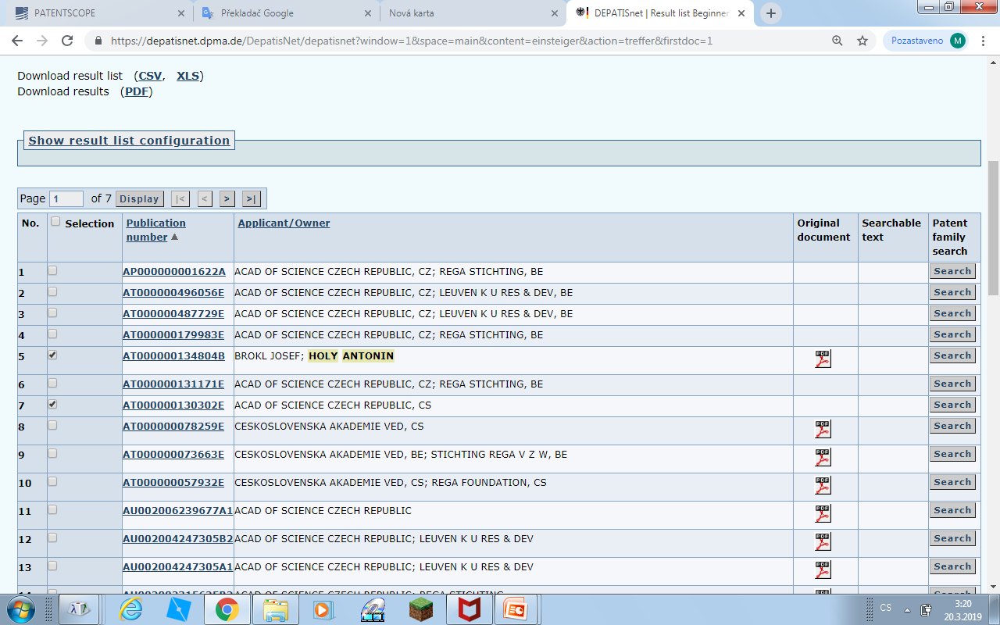 PATENTSCOPE
Překladač Google
Nová karta
DEPATISnet | Result list Beginner
https://depatisnet.dpma.de/DepatisNet/depatisnet?window=1&space=main&content=einsteiger&action=treffer&firstdoc=1
Pozastaveno M
Download result list (CSV, XLS)
Download results (PDF)
Show result list configuration
Page 1 of 7 Display |< < > >|
No. Selection Publication number Applicant/Owner Original document Searchable text Patent family search
1 AP000000001622A ACAD OF SCIENCE CZECH REPUBLIC, CZ; REGA STICHTING, BE Search
2 AT000000496056E ACAD OF SCIENCE CZECH REPUBLIC, CZ; LEUVEN K U RES & DEV, BE Search
3 AT000000487729E ACAD OF SCIENCE CZECH REPUBLIC, CZ; LEUVEN K U RES & DEV, BE Search
4 AT000000179983E ACAD OF SCIENCE CZECH REPUBLIC, CZ; REGA STICHTING, BE Search
5 AT000000134804B BROKL JOSEF; HOLY ANTONIN PDF Search
6 AT000000131171E ACAD OF SCIENCE CZECH REPUBLIC, CZ; REGA STICHTING, BE Search
7 AT000000130302E ACAD OF SCIENCE CZECH REPUBLIC, CS Search
8 AT000000078259E CESKOSLOVENSKA AKADEMIE VED, CS PDF Search
9 AT000000073663E CESKOSLOVENSKA AKADEMIE VED, BE; STICHTING REGA V Z W, BE PDF Search
10 AT000000057932E CESKOSLOVENSKA AKADEMIE VED, CS; REGA FOUNDATION, CS PDF Search
11 AU002006239677A1 ACAD OF SCIENCE CZECH REPUBLIC PDF Search
12 AU002004247305B2 ACAD OF SCIENCE CZECH REPUBLIC; LEUVEN K U RES & DEV PDF Search
13 AU002004247305A1 ACAD OF SCIENCE CZECH REPUBLIC; LEUVEN K U RES & DEV PDF Search
CS
3:20
20.3.2019